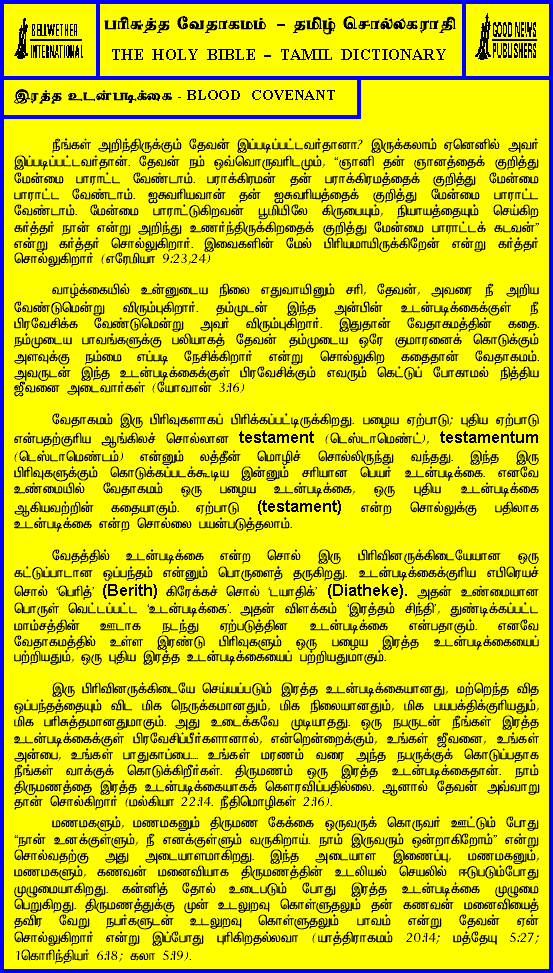 BELLWETHER
INTERNATIONAL
பரிசுத்த வேதாகமம் – தமிழ் சொல்லகராதி
THE HOLY BIBLE – TAMIL DICTIONARY
GOOD NEWS
PUBLISHERS
இரத்த உடன்படிக்கை - BLOOD COVENANT
நீங்கள் அறிந்திருக்கும் தேவன் இப்படிப்பட்டவர்தானா? இருக்கலாம் ஏனெனில் அவர்
இப்படிப்பட்டவர்தான். தேவன் நம் ஒவ்வொருவரிடமும், “ஞானி தன் ஞானத்தைக் குறித்து
மேன்மை பாராட்ட வேண்டாம். பராக்கிரமன் தன் பராக்கிரமத்தைக் குறித்து மேன்மை
பாராட்ட வேண்டாம். ஐசுவரியவான் தன் ஐசுவரியத்தைக் குறித்து மேன்மை பாராட்ட
வேண்டாம். மேன்மை பாராட்டுகிறவன் பூமியிலே கிருபையும், நியாயத்தையும் செய்கிற
கர்த்தர் நான் என்று அறிந்து உணர்ந்திருக்கிறதைக் குறித்து மேன்மை பாராட்டக் கடவன்”
என்று கர்த்தர் சொல்லுகிறார். இவைகளின் மேல் பிரியமாயிருக்கிறேன் என்று கர்த்தர்
சொல்லுகிறார் (எரேமியா 9:23,24)
வாழ்க்கையில் உன்னுடைய நிலை எதுவாயினும் சரி, தேவன், அவரை நீ அறிய
வேண்டுமென்று விரும்புகிறார். தம்முடன் இந்த அன்பின் உடன்படிக்கைக்குள் நீ
பிரவேசிக்க வேண்டுமென்று அவர் விரும்புகிறார். இதுதான் வேதாகமத்தின் கதை.
நம்முடைய பாவங்களுக்கு பலியாகத் தேவன் தம்முடைய ஒரே குமாரனைக் கொடுக்கும்
அளவுக்கு நம்மை எப்படி நேசிக்கிறார் என்று சொல்லுகிற கதைதான் வேதாகமம்.
அவருடன் இந்த உடன்படிக்கைக்குள் பிரவேசிக்கும் எவரும் கெட்டுப் போகாமல் நித்திய
ஜீவனை அடைவார்கள் (யோவான் 3:16)
வேதாகமம் இரு பிரிவுகளாகப் பிரிக்கப்பட்டிருக்கிறது. பழைய ஏற்பாடு; புதிய ஏற்பாடு
என்பதற்குரிய ஆங்கிலச் சொல்லான testament (டெஸ்டாமெண்ட்), testamentum
(டெஸ்டாமெண்டம்) என்னும் லத்தீன் மொழிச் சொல்லிருந்து வந்தது. இந்த இரு
பிரிவுகளுக்கும் கொடுக்கப்படக்கூடிய இன்னும் சரியான பெயர் உடன்படிக்கை. எனவே
உண்மையில் வேதாகமம் ஒரு பழைய உடன்படிக்கை, ஒரு புதிய உடன்படிக்கை
ஆகியவற்றின் கதையாகும். ஏற்பாடு (testament) என்ற சொல்லுக்கு பதிலாக
உடன்படிக்கை என்ற சொல்லை பயன்படுத்தலாம்.
வேதத்தில் உடன்படிக்கை என்ற சொல் இரு பிரிவினருக்கிடையேயான ஒரு
கட்டுப்பாடான ஒப்பந்தம் என்னும் பொருளைத் தருகிறது. உடன்படிக்கைக்குரிய எபிரெயச்
சொல் ‘பெரித்’ (Berith) கிரேக்கச் சொல் ‘டயாதிக்’ (Diatheke). அதன் உண்மையான
பொருள் வெட்டப்பட்ட ‘உடன்படிக்கை’. அதன் விளக்கம் ‘இரத்தம் சிந்தி’, துண்டிக்கப்பட்ட
மாம்சத்தின் ஊடாக நடந்து ஏற்படுத்தின உடன்படிக்கை என்பதாகும். எனவே
வேதாகமத்தில் உள்ள இரண்டு பிரிவுகளும் ஒரு பழைய இரத்த உடன்படிக்கையைப்
பற்றியதும், ஒரு புதிய இரத்த உடன்படிக்கையைப் பற்றியதுமாகும்.
இரு பிரிவினருக்கிடையே செய்யப்படும் இரத்த உடன்படிக்கையானது, மற்றெந்த வித
ஒப்பந்தத்தையும் விட மிக நெருக்கமானதும், மிக நிலையானதும், மிக பயபக்திக்குரியதும்,
மிக பரிசுத்தமானதுமாகும். அது உடைக்கவே முடியாதது. ஒரு நபருடன் நீங்கள் இரத்த
உடன்படிக்கைக்குள் பிரவேசிப்பீர்களானால், என்றென்றைக்கும், உங்கள் ஜீவனை, உங்கள்
அன்பை, உங்கள் பாதுகாப்பை... உங்கள் மரணம் வரை அந்த நபருக்குக் கொடுப்பதாக
நீங்கள் வாக்குக் கொடுக்கிறீர்கள். திருமணம் ஒரு இரத்த உடன்படிக்கைதான். நாம்
திருமணத்தை இரத்த உடன்படிக்கையாகக் கௌரவிப்பதில்லை. ஆனால் தேவன் அவ்வாறு
தான் சொல்கிறார் (மல்கியா 22:14. நீதிமொழிகள் 2:16).
மணமகளும், மணமகனும் திருமண கேக்கை ஒருவருக் கொருவர் ஊட்டும் போது
“நான் உனக்குள்ளும், நீ எனக்குள்ளும் வருகிறாய். நாம் இருவரும் ஒன்றாகிறோம்” என்று
சொல்வதற்கு அது அடையாளமாகிறது. இந்த அடையாள இணைப்பு, மணமகனும்,
மணமகளும், கணவன் மனைவியாக திருமணத்தின் உடலியல் செயலில் ஈடுபடும்போது
முழுமையாகிறது. கன்னித் தோல் உடைபடும் போது இரத்த உடன்படிக்கை முழுமை
பெறுகிறது. திருமணத்துக்கு முன் உடலுறவு கொள்ளுதலும் தன் கணவன் மனைவியைத்
தவிர வேறு நபர்களுடன் உடலுறவு கொள்ளுதலும் பாவம் என்று தேவன் ஏன்
சொல்லுகிறார் என்று இப்போது புரிகிறதல்லவா (யாத்திராகமம் 20:14; மத்தேயு 5:27;
1கொரிந்தியர் 6:18; கலா 5:19).